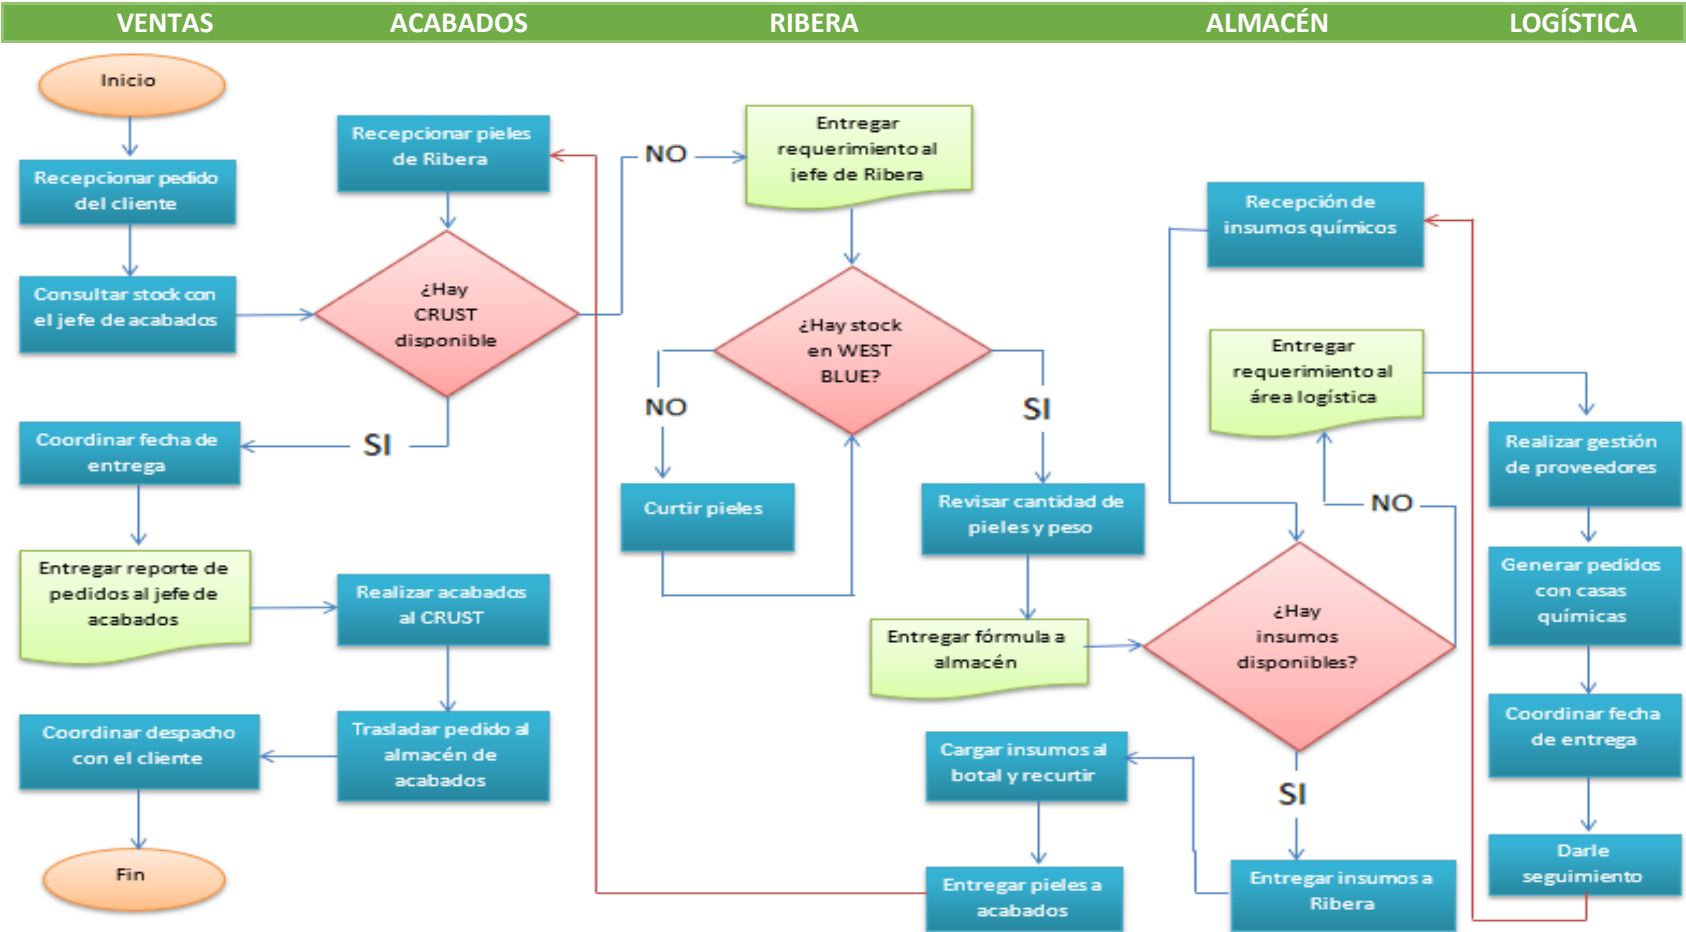 VENTAS
ACABADOS
RIBERA
ALMACÉN
LOGÍSTICA
Inicio
Recepcionar pedido
del cliente
Consultar stock con
el jefe de acabados
Coordinar fecha de
entrega
Entregar reporte de
pedidos al jefe de
acabados
Coordinar despacho
con el cliente
Fin
Recepcionar pieles
de Ribera
¿Hay
CRUST
disponible
SI
NO
Realizar acabados
al CRUST
Trasladar pedido al
almacén de
acabados
Entregar
requerimiento al
jefe de Ribera
¿Hay stock
en WEST
BLUE?
NO
SI
Curtir pieles
Revisar cantidad de
pieles y peso
Entregar fórmula a
almacén
Cargar insumos al
botal y recurtir
Entregar pieles a
acabados
Recepción de
insumos químicos
Entregar
requerimiento al
área logística
NO
¿Hay
insumos
disponibles?
SI
Entregar insumos a
Ribera
Realizar gestión
de proveedores
Generar pedidos
con casas
químicas
Coordinar fecha
de entrega
Darle
seguimiento